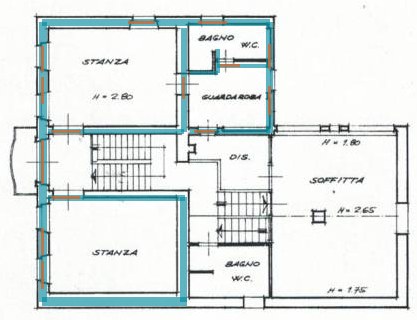 BAGNO
W.C.
STANZA
H = 2.80
GUARDAROBA
H = 1.80
DIS.
SOFFITTA
H = 2.65
STANZA
BAGNO
W.C.
H = 1.75